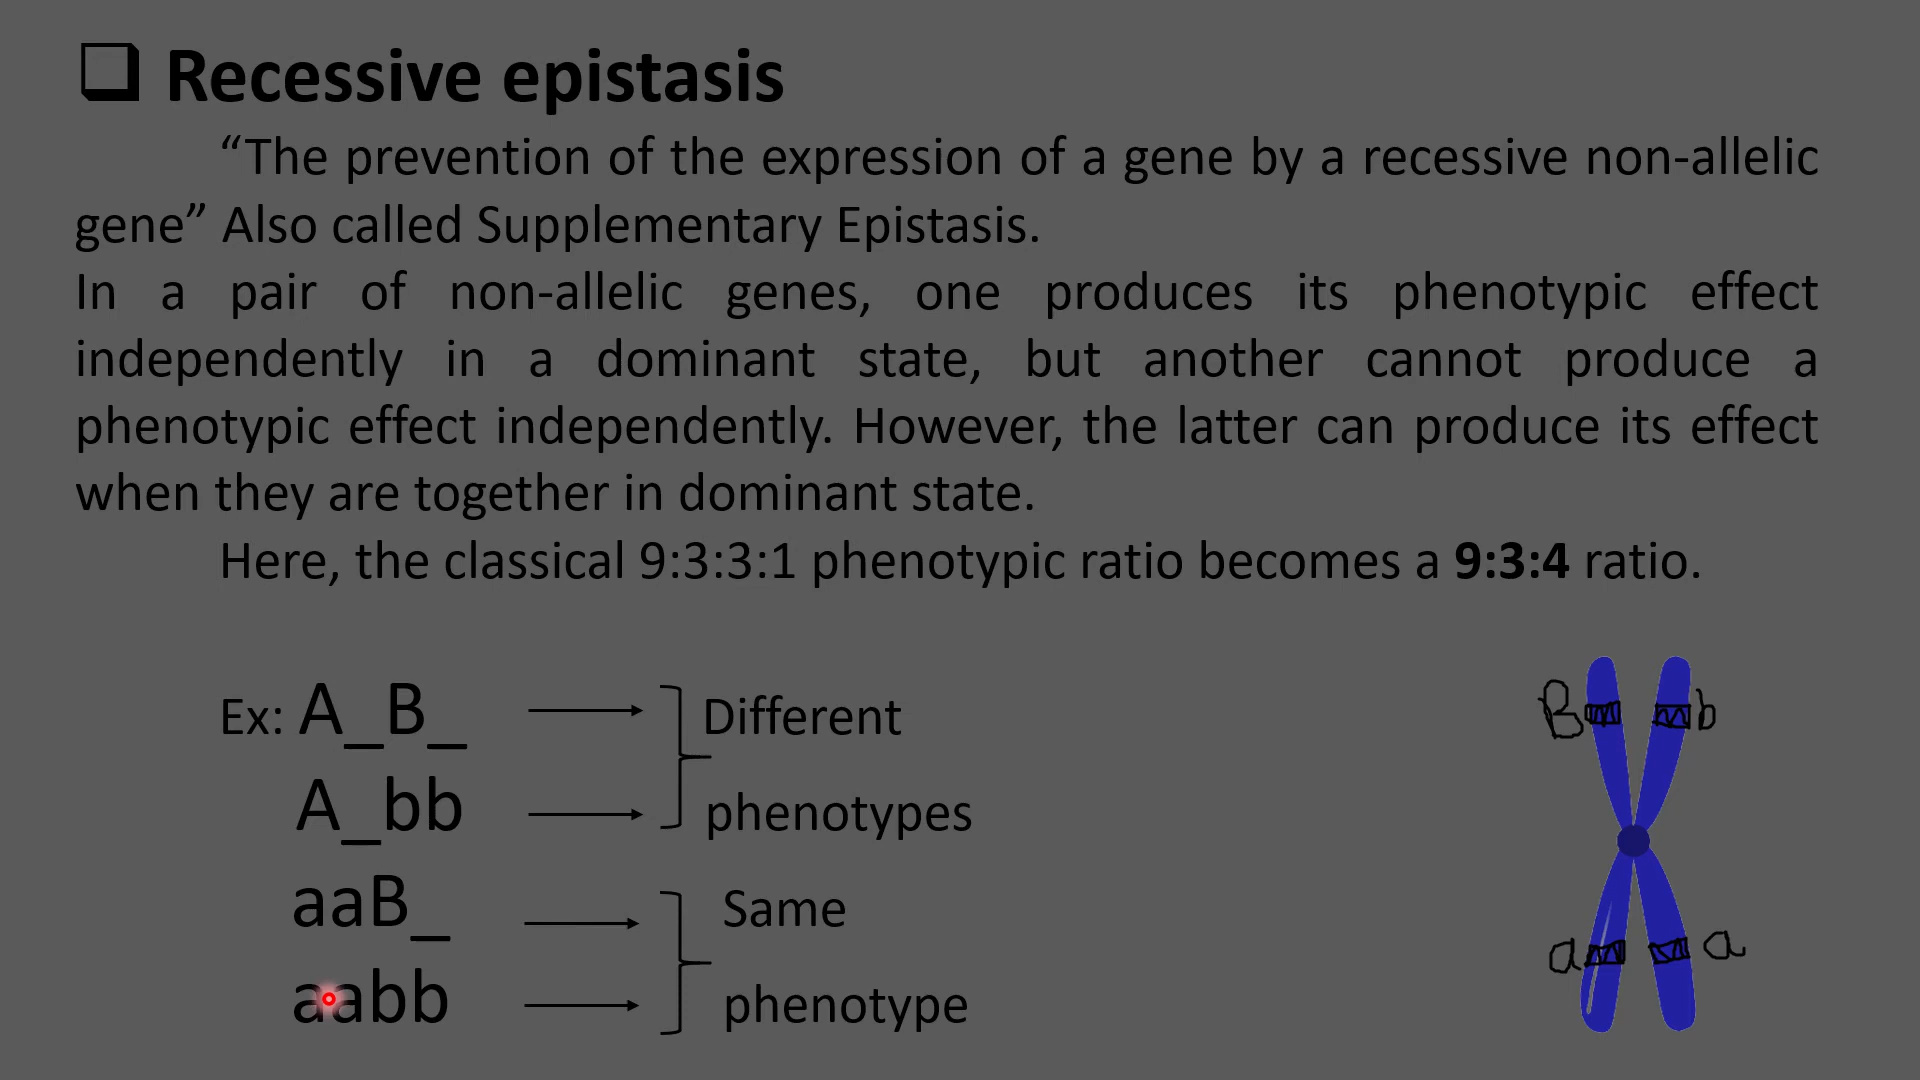 Recessive epistasis
“The prevention of the expression of a gene by a recessive non-allelic
gene” Also called Supplementary Epistasis.
In a pair of non-allelic genes, one produces its phenotypic effect
independently in a dominant state, but another cannot produce a
phenotypic effect independently. However, the latter can produce its effect
when they are together in dominant state.
Here, the classical 9:3:3:1 phenotypic ratio becomes a 9:3:4 ratio.
Ex: A_B_ Different
A_bb phenotypes
aaB_ Same
aabb phenotype
B b
a a